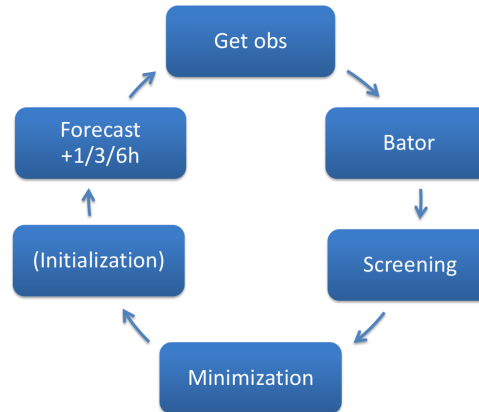 Get obs
Bator
Screening
Minimization
(Initialization)
Forecast
+1/3/6h